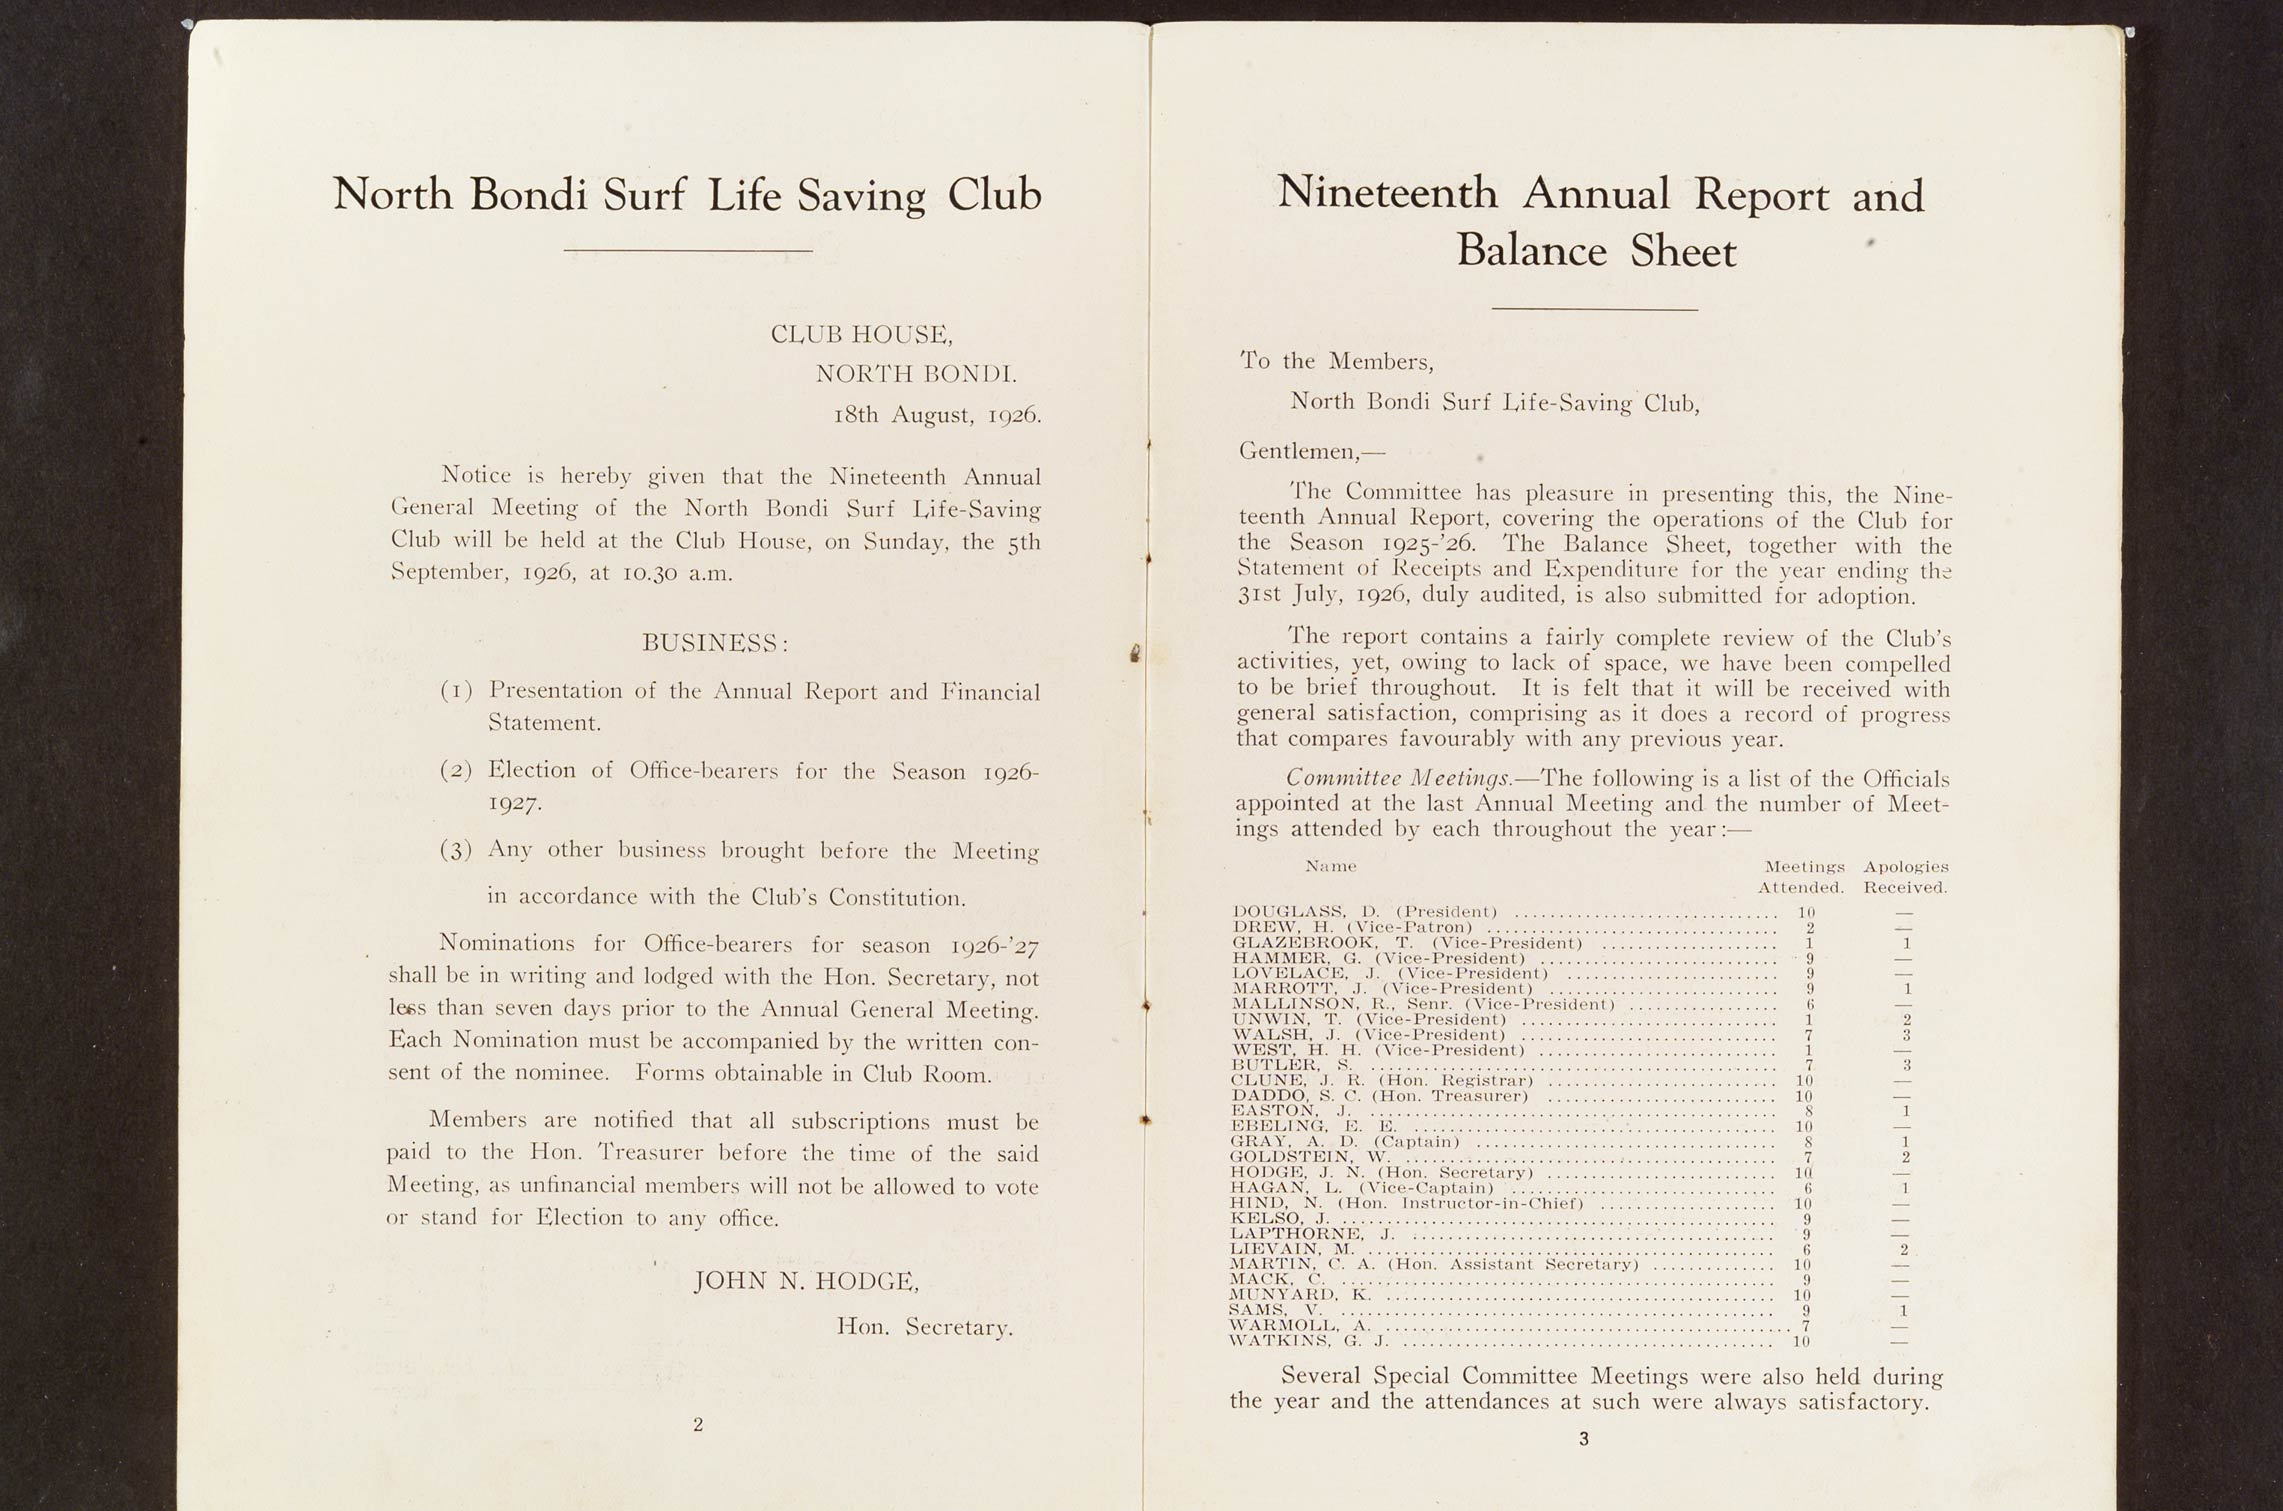 North Bondi Surf Life Saving Club
CLUB HOUSE,
NORTH BONDI.
18th August, 1926.
Notice is hereby given that the Nineteenth Annual
General Meeting of the North Bondi Surf Life-Saving
Club will be held at the Club House, on Sunday, the 5th
September, 1926, at 10.30 a.m.
BUSINESS:
(1) Presentation of the Annual Report and Financial
Statement.
(2) Election of Office-bearers for the Season 1926-
1927.
(3) Any other business brought before the Meeting
in accordance with the Club's Constitution.
Nominations for Office-bearers for season 1926-'27
shall be in writing and lodged with the Hon. Secretary, not
less than seven days prior to the Annual General Meeting.
Each Nomination must be accompanied by the written con-
sent of the nominee. Forms obtainable in Club Room.
Members are notified that all subscriptions must be
paid to the Hon. Treasurer before the time of the said
Meeting, as unfinancial members will not be allowed to vote
or stand for Election to any office.
JOHN N. HODGE,
Hon. Secretary.
2
Nineteenth Annual Report and
Balance Sheet
To the Members,
North Bondi Surf Life-Saving Club,
Gentlemen,—
The Committee has pleasure in presenting this, the Nine-
teenth Annual Report, covering the operations of the Club for
the Season 1925-'26. The Balance Sheet, together with the
Statement of Receipts and Expenditure for the year ending the
31st July, 1926, duly audited, is also submitted for adoption.
The report contains a fairly complete review of the Club's
activities, yet, owing to lack of space, we have been compelled
to be brief throughout. It is felt that it will be received with
general satisfaction, comprising as it does a record of progress
that compares favourably with any previous year.
Committee Meetings.—The following is a list of the Officials
appointed at the last Annual Meeting and the number of Meet-
ings attended by each throughout the year:—
Name Meetings Apologies
Attended. Received.
DOUGLASS, D. (President) .......... 10 —
DREW, H. (Vice-Patron) .......... 2 —
GLAZEBROOK, T. (Vice-President) .......... 1 1
HAMMER, G. (Vice-President) .......... 9 —
LOVELACE, J. (Vice-President) .......... 9 —
MARROTT, J. (Vice-President) .......... 9 1
MALLINSON, R., Senr. (Vice-President) .......... 6 —
UNWIN, T. (Vice-President) .......... 1 2
WALSH, J. (Vice-President) .......... 7 3
WEST, H. H. (Vice-President) .......... 1 —
BUTLER, S. .......... 7 3
CLUNE, J. R. (Hon. Registrar) .......... 10 —
DADDO, S. C. (Hon. Treasurer) .......... 10 —
EASTON, J. .......... 8 1
EBELING, E. E. .......... 10 —
GRAY, A. D. (Captain) .......... 8 1
GOLDSTEIN, W. .......... 7 2
HODGE, J. N. (Hon. Secretary) .......... 10 —
HAGAN, L. (Vice-Captain) .......... 6 1
HIND, N. (Hon. Instructor-in-Chief) .......... 10 —
KELSO, J. .......... 9 —
LAPTHORNE, J. .......... 9 —
LIEVAIN, M. .......... 6 2
MARTIN, C. A. (Hon. Assistant Secretary) .......... 10 —
MACK, C. .......... 9 —
MUNYARD, K. .......... 10 —
SAMS, V. .......... 9 1
WARMOLL, A. .......... 7 —
WATKINS, G. J. .......... 10 —
Several Special Committee Meetings were also held during
the year and the attendances at such were always satisfactory.
3